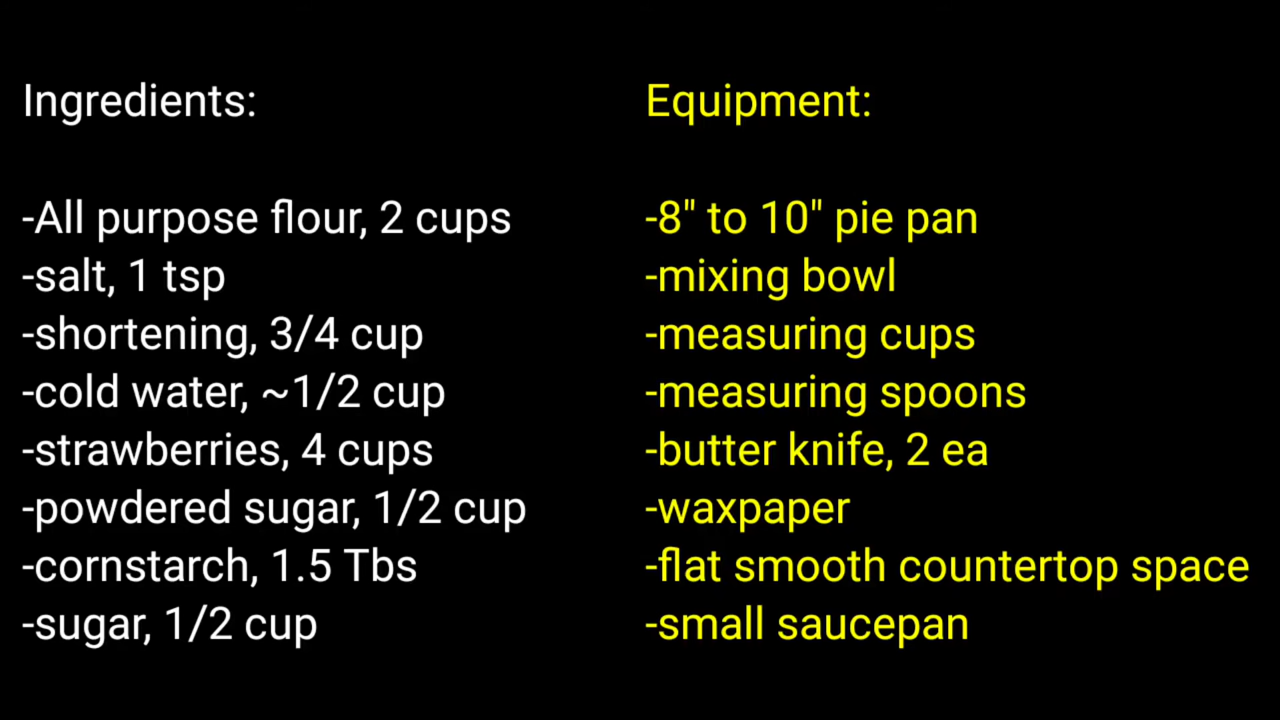 Ingredients:
-All purpose flour, 2 cups
-salt, 1 tsp
-shortening, 3/4 cup
-cold water, ~1/2 cup
-strawberries, 4 cups
-powdered sugar, 1/2 cup
-cornstarch, 1.5 Tbs
-sugar, 1/2 cup
Equipment:
-8" to 10" pie pan
-mixing bowl
-measuring cups
-measuring spoons
-butter knife, 2 ea
-waxpaper
-flat smooth countertop space
-small saucepan